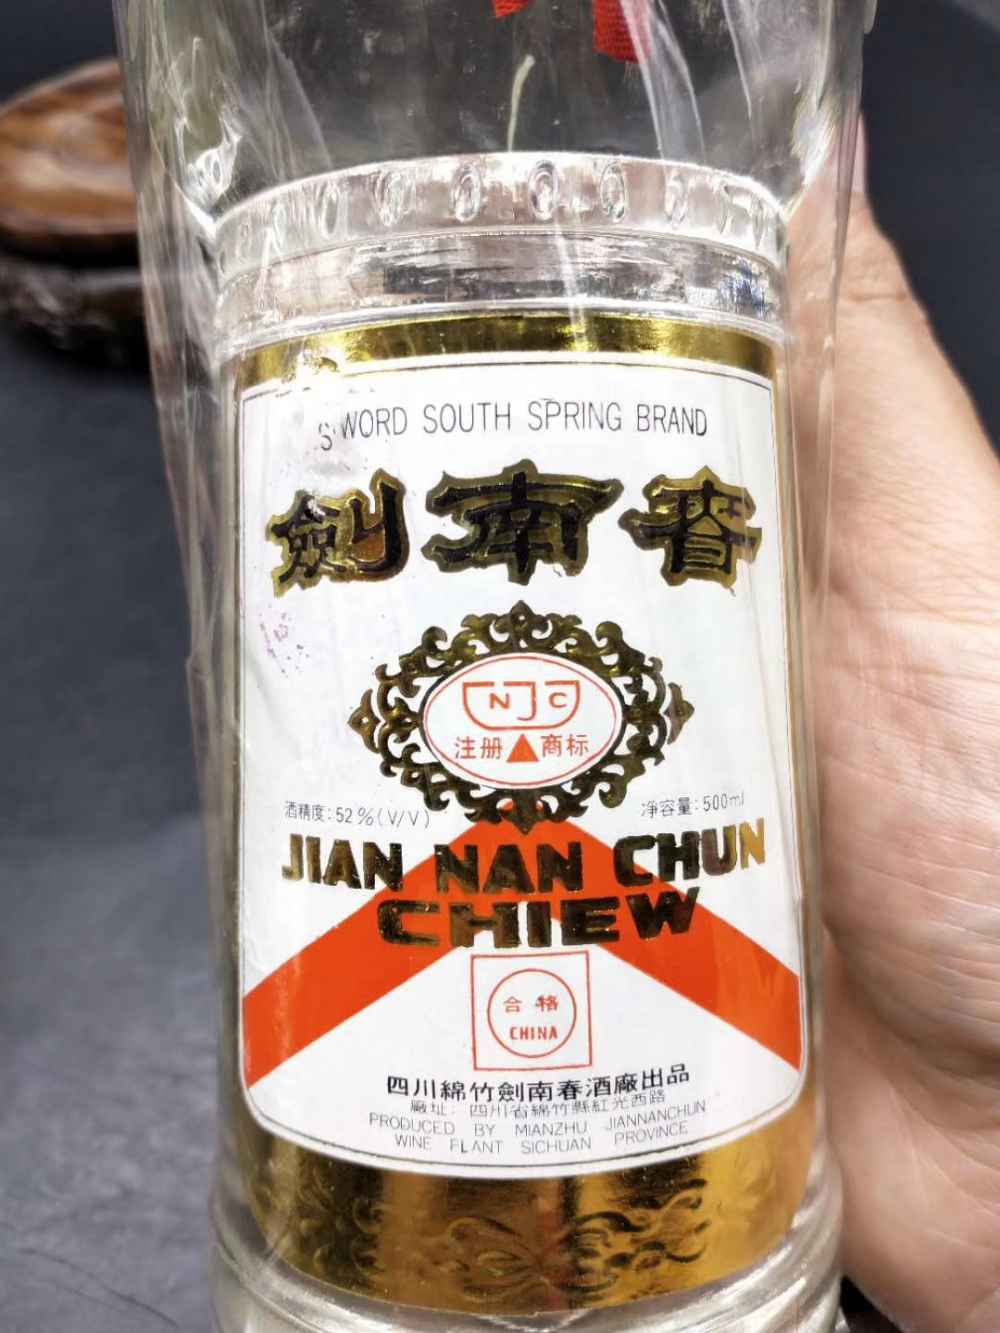 SWORD SOUTH SPRING BRAND
劍南春
NJC
注册 商标
酒精度:52%(V/V)
净容量:500ml
JIAN NAN CHUN
CHIEW
合格
CHINA
四川綿竹劍南春酒廠出品
廠址:四川省綿竹縣紅光西路
PRODUCED BY MIANZHU JIANNANCHUN
WINE PLANT SICHUAN PROVINCE